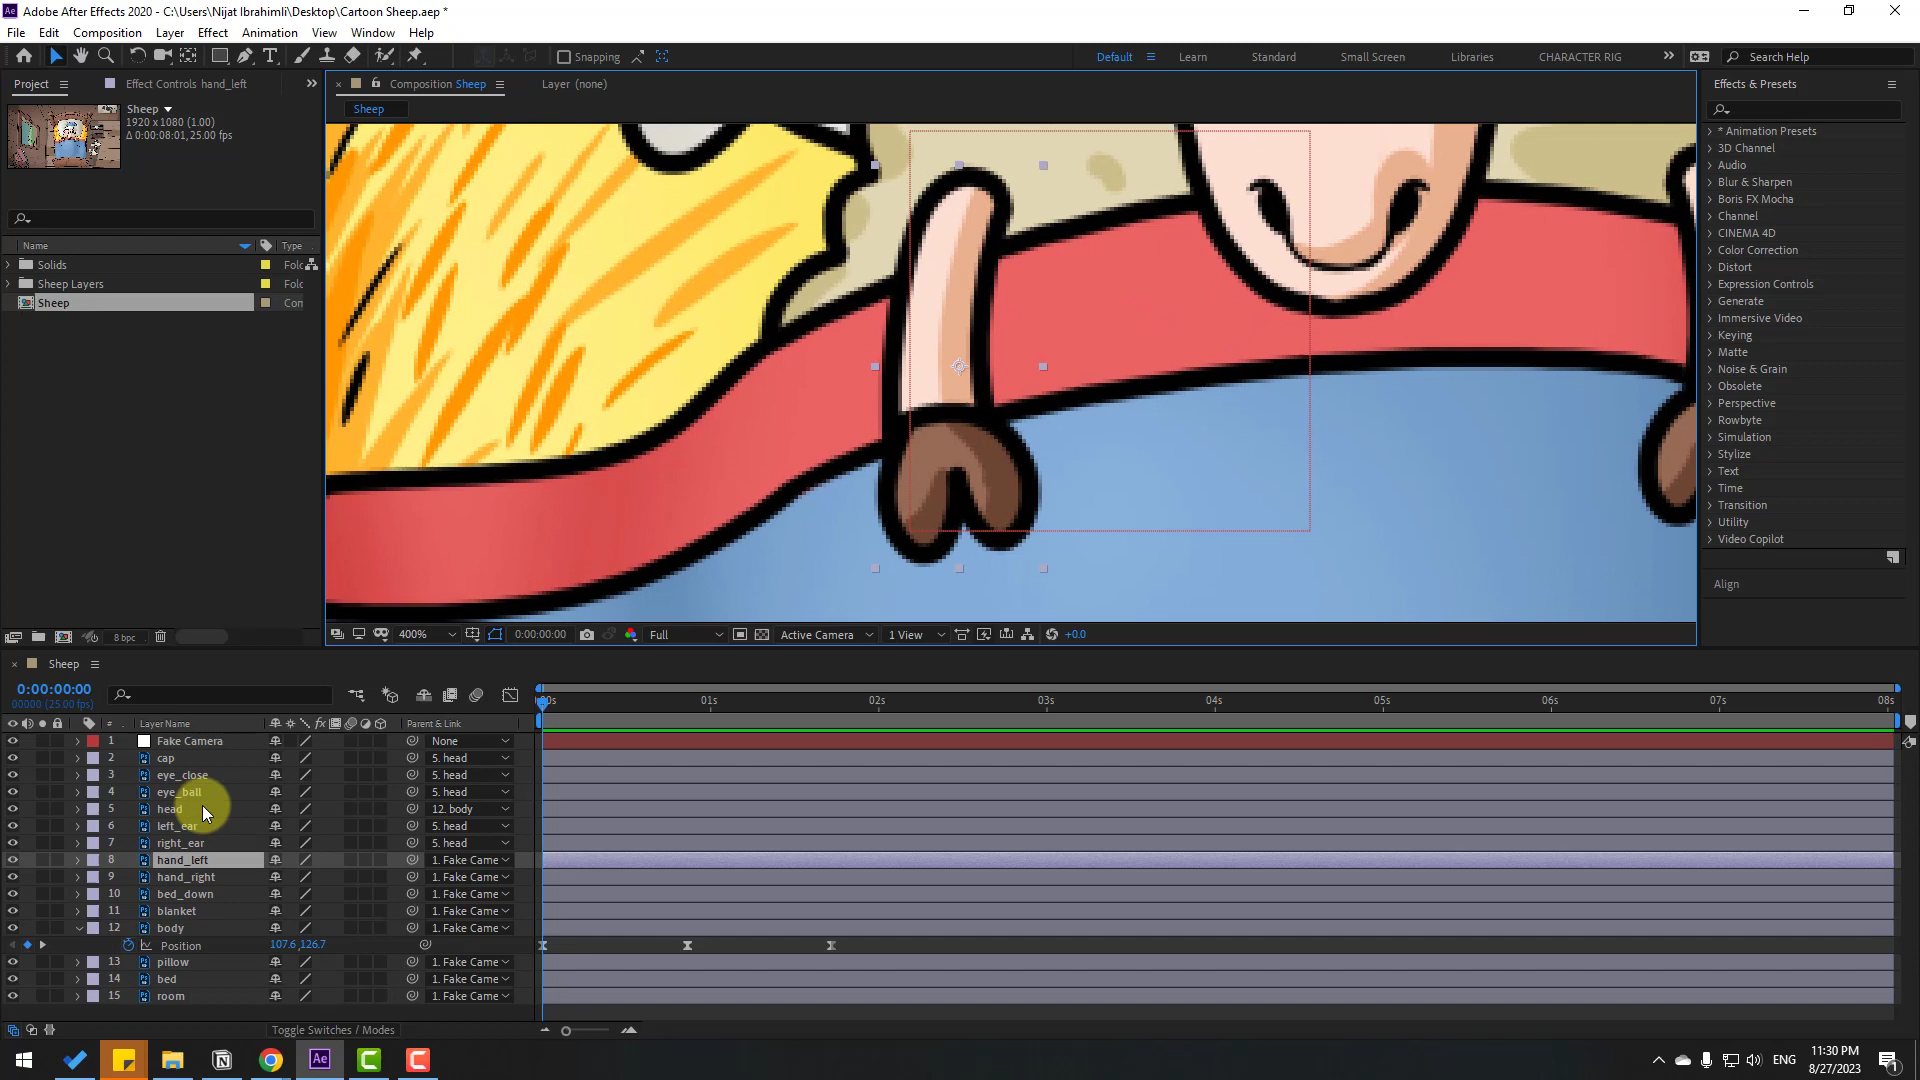 Adobe After Effects 2020 - C:\Users\Nijat Ibrahimli\Desktop\Cartoon Sheep.aep *
File Edit Composition Layer Effect Animation View Window Help
Snapping
Default Learn Standard Small Screen Libraries CHARACTER RIG Search Help
Project Effect Controls hand_left
Composition Sheep Layer (none)
Effects & Presets
Sheep
1920 x 1080 (1.00)
Δ 0:00:08:01, 25.00 fps
Sheep
Name Type
Solids Folc
Sheep Layers Folc
Sheep Con
* Animation Presets
3D Channel
Audio
Blur & Sharpen
Boris FX Mocha
Channel
CINEMA 4D
Color Correction
Distort
Expression Controls
Generate
Immersive Video
Keying
Matte
Noise & Grain
Obsolete
Perspective
Rowbyte
Simulation
Stylize
Text
Time
Transition
Utility
Video Copilot
Align
8 bpc
400% 0:00:00:00 Full Active Camera 1 View +0.0
Sheep
0:00:00:00
00000 (25.00 fps)
:00s 01s 02s 03s 04s 05s 06s 07s 08s
# Layer Name fx Parent & Link
1 Fake Camera None
2 cap 5. head
3 eye_close 5. head
4 eye_ball 5. head
5 head 12. body
6 left_ear 5. head
7 right_ear 5. head
8 hand_left 1. Fake Came
9 hand_right 1. Fake Came
10 bed_down 1. Fake Came
11 blanket 1. Fake Came
12 body 1. Fake Came
Position 107.6,126.7
13 pillow 1. Fake Came
14 bed 1. Fake Came
15 room 1. Fake Came
Toggle Switches / Modes
Ae
ENG
11:30 PM
8/27/2023
1